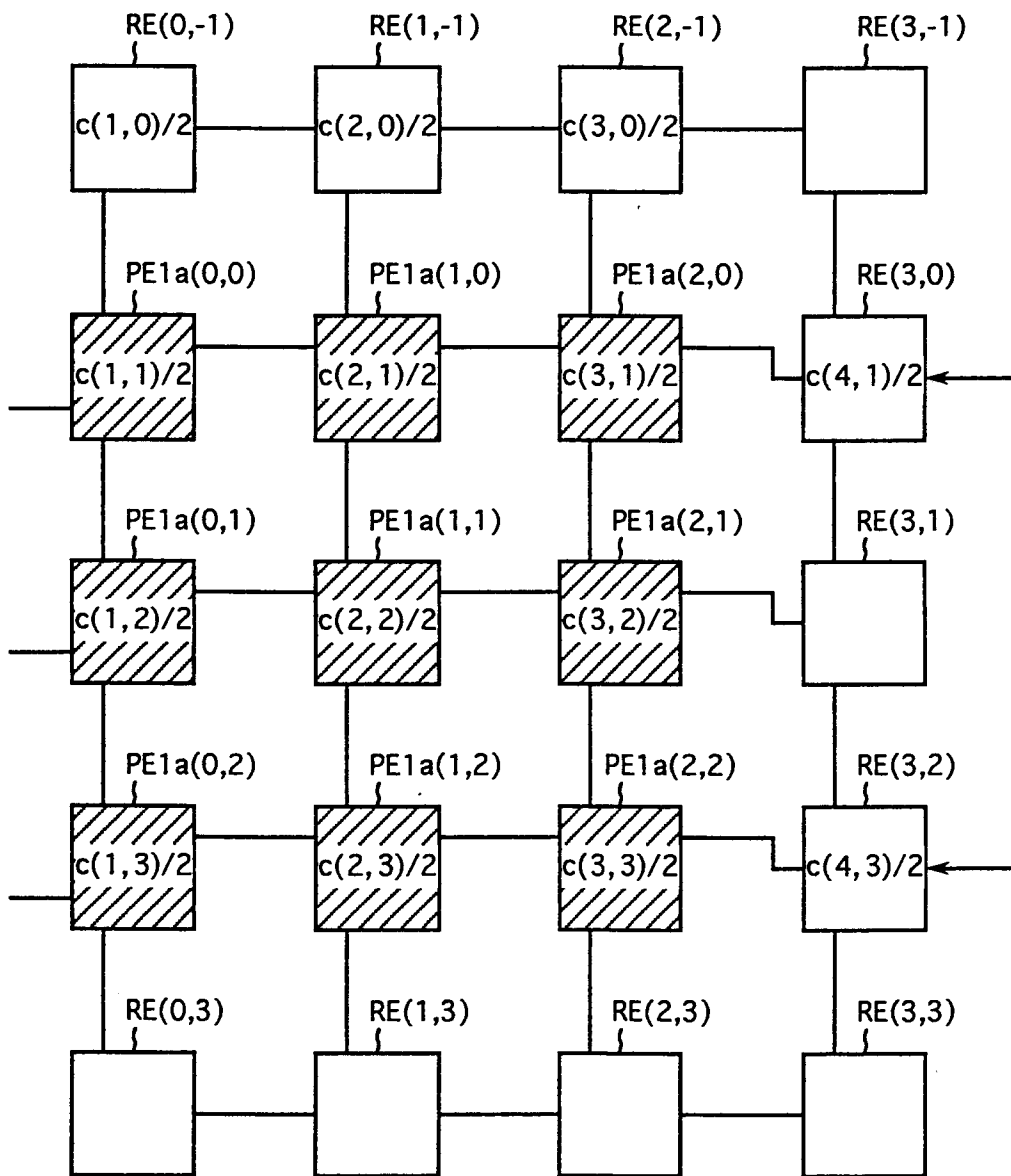 RE(0,-1) RE(1,-1) RE(2,-1) RE(3,-1)
c(1,0)/2 c(2,0)/2 c(3,0)/2
PE1a(0,0) PE1a(1,0) PE1a(2,0) RE(3,0)
c(1,1)/2 c(2,1)/2 c(3,1)/2 c(4,1)/2
PE1a(0,1) PE1a(1,1) PE1a(2,1) RE(3,1)
c(1,2)/2 c(2,2)/2 c(3,2)/2
PE1a(0,2) PE1a(1,2) PE1a(2,2) RE(3,2)
c(1,3)/2 c(2,3)/2 c(3,3)/2 c(4,3)/2
RE(0,3) RE(1,3) RE(2,3) RE(3,3)